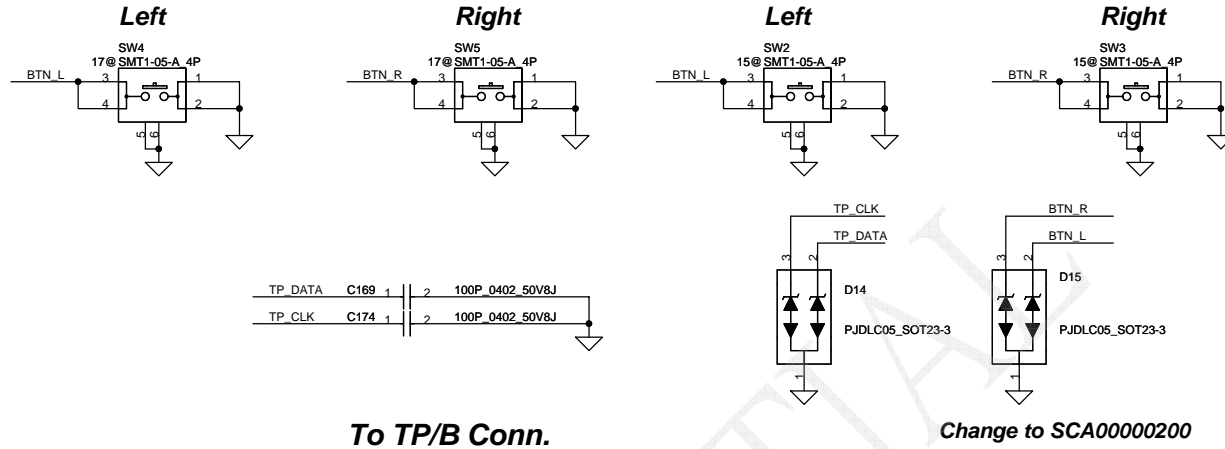 Left
Right
Left
Right
SW4
17@ SMT1-05-A_4P
BTN_L
3
1
4
2
5
6
SW5
17@ SMT1-05-A_4P
BTN_R
3
1
4
2
5
6
SW2
15@ SMT1-05-A_4P
BTN_L
3
1
4
2
5
6
SW3
15@ SMT1-05-A_4P
BTN_R
3
1
4
2
5
6
TP_CLK
TP_DATA
3
2
D14
PJDLC05_SOT23-3
1
BTN_R
BTN_L
3
2
D15
PJDLC05_SOT23-3
1
TP_DATA C169 1 2 100P_0402_50V8J
TP_CLK C174 1 2 100P_0402_50V8J
To TP/B Conn.
Change to SCA00000200